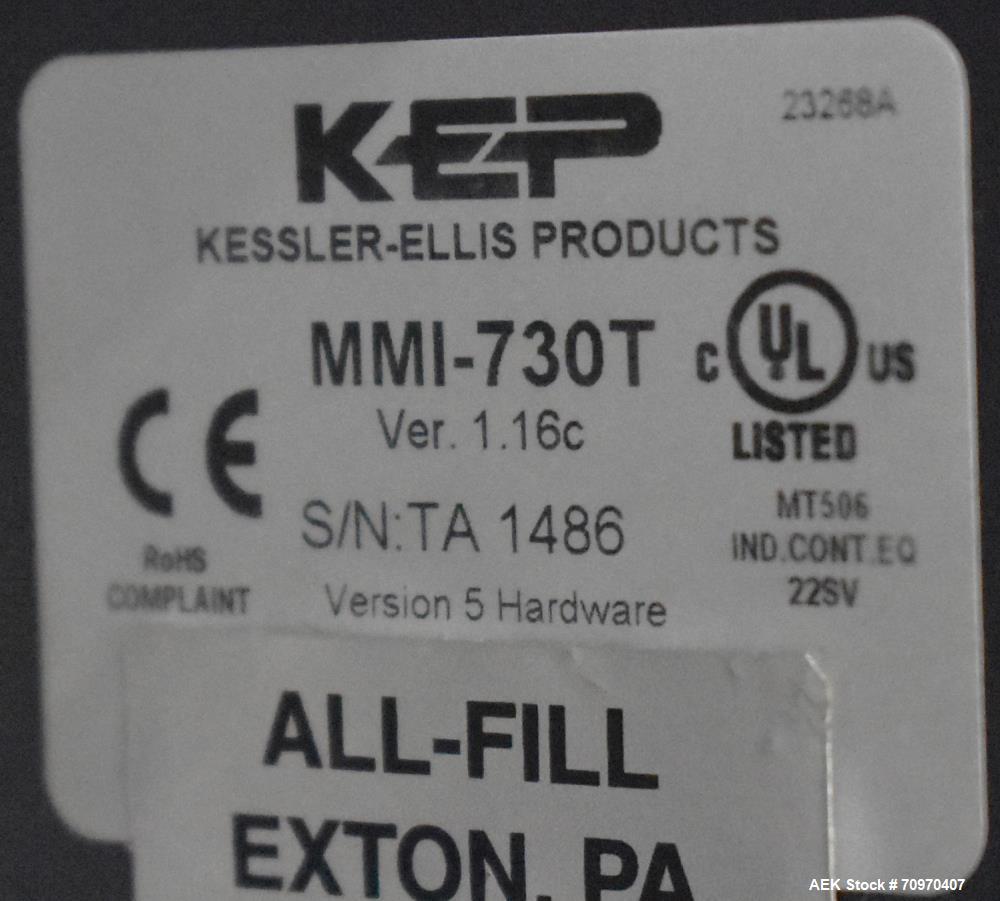 KEP
23268A
KESSLER-ELLIS PRODUCTS
MMI-730T
Ver. 1.16c
C UL US
LISTED
CE
S/N:TA 1486
MT506
IND.CONT.EQ
22SV
RoHS
COMPLAINT
Version 5 Hardware
ALL-FILL
EXTON, PA
AEK Stock # 70970407